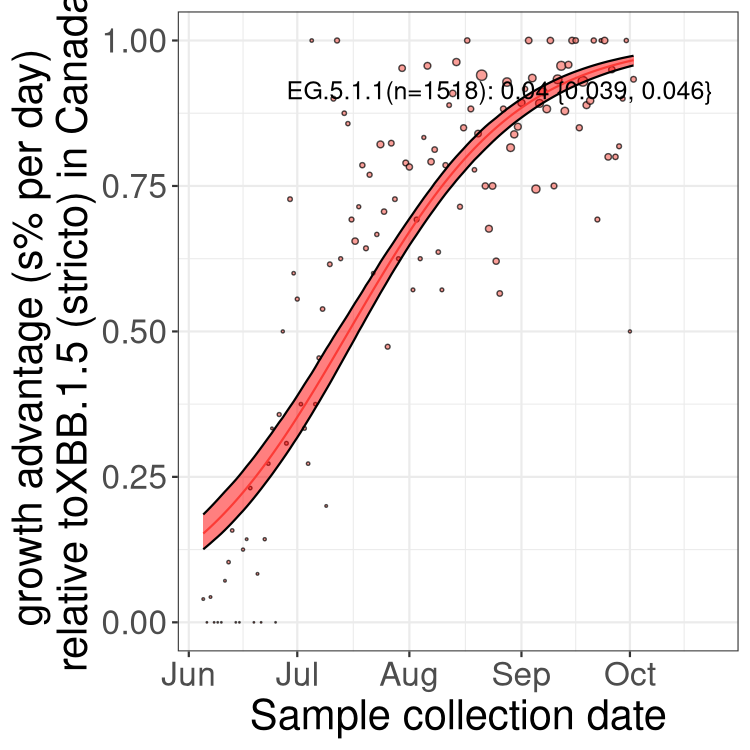 growth advantage (s% per day)
relative toXBB.1.5 (stricto) in Canada
1.00
0.75
0.50
0.25
0.00
EG.5.1.1(n=1518): 0.04 [0.039, 0.046}
Jun Jul Aug Sep Oct
Sample collection date